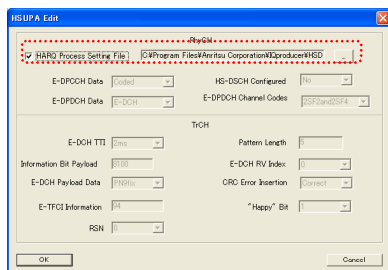 HSUPA Edit
PhyCH
HARQ Process Setting File C:¥Program Files¥Anritsu Corporation¥IQproducer¥HSD ...
E-DPCCH Data Coded HS-DSCH Configured No
E-DPDCH Data E-DCH E-DPDCH Channel Codes 2SF2and2SF4
TrCH
E-DCH TTI 2ms Pattern Length 5
Information Bit Payload 8100 E-DCH RV Index 0
E-DCH Payload Data PN9fix CRC Error Insertion Correct
E-TFCI Information 94 "Happy" Bit 1
RSN 0
OK Cancel